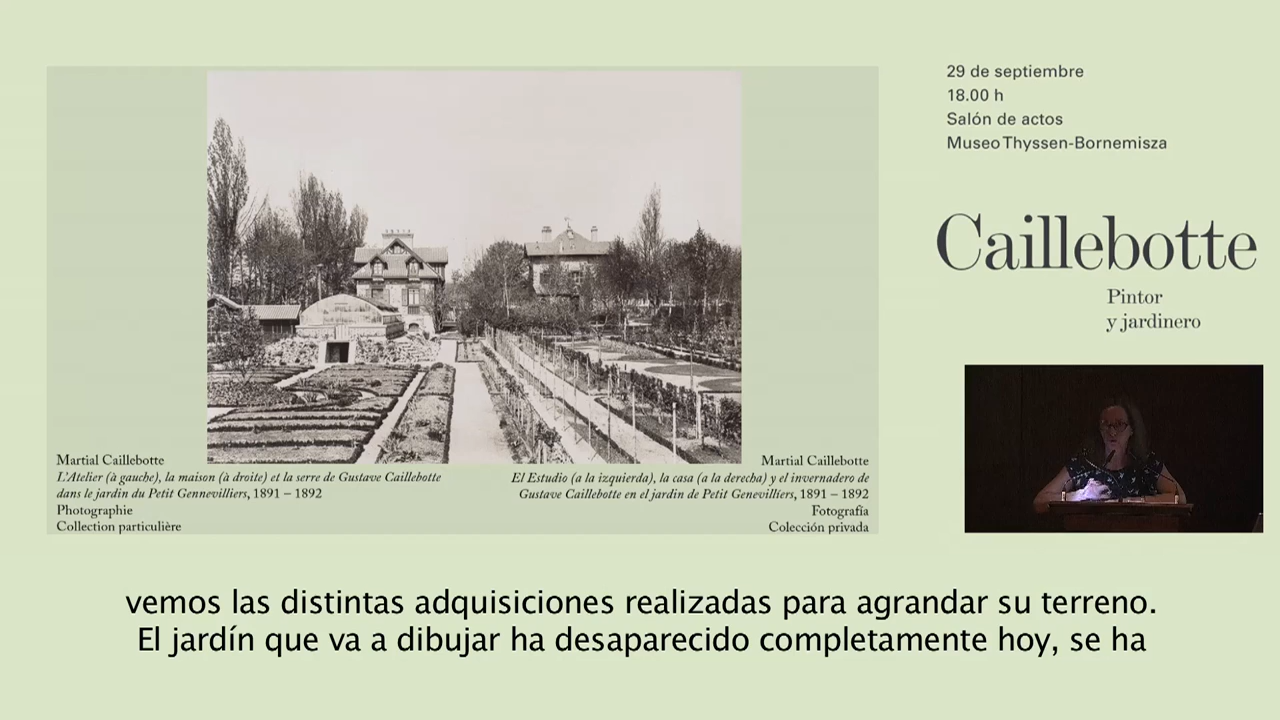 29 de septiembre
18.00 h
Salón de actos
Museo Thyssen-Bornemisza
Caillebotte
Pintor
y jardinero
Martial Caillebotte
L'Atelier (à gauche), la maison (à droite) et la serre de Gustave Caillebotte
dans le jardin du Petit Gennevilliers, 1891 – 1892
Photographie
Collection particulière
Martial Caillebotte
El Estudio (a la izquierda), la casa (a la derecha) y el invernadero de
Gustave Caillebotte en el jardín de Petit Genevilliers, 1891 – 1892
Fotografía
Colección privada
vemos las distintas adquisiciones realizadas para agrandar su terreno.
El jardín que va a dibujar ha desaparecido completamente hoy, se ha